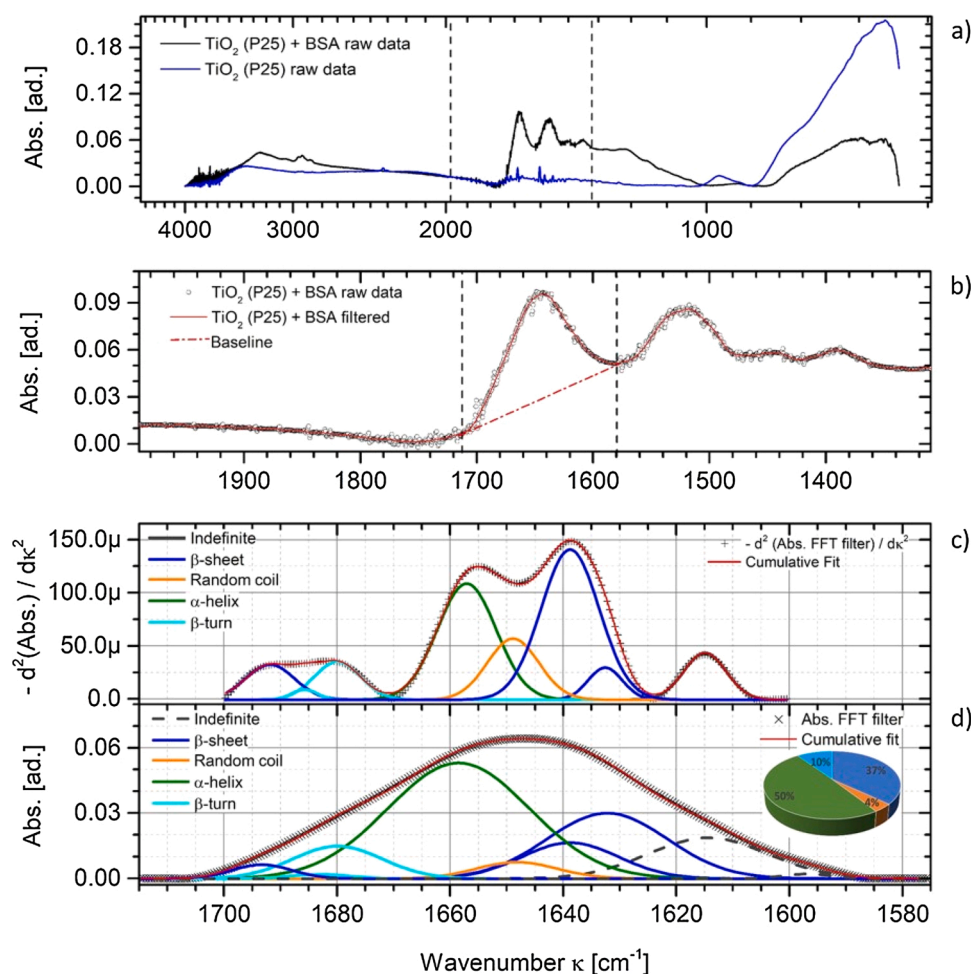 a)
0.18
0.12
0.06
0.00
Abs. [ad.]
TiO2 (P25) + BSA raw data
TiO2 (P25) raw data
4000 3000 2000 1000
b)
0.09
0.06
0.03
0.00
Abs. [ad.]
TiO2 (P25) + BSA raw data
TiO2 (P25) + BSA filtered
Baseline
1900 1800 1700 1600 1500 1400
c)
150.0μ
100.0μ
50.0μ
0.0
- d2(Abs.) / dκ2
Indefinite
β-sheet
Random coil
α-helix
β-turn
- d2 (Abs. FFT filter) / dκ2
Cumulative Fit
d)
0.06
0.03
0.00
Abs. [ad.]
Indefinite
β-sheet
Random coil
α-helix
β-turn
Abs. FFT filter
Cumulative fit
10%
37%
50%
4%
1700 1680 1660 1640 1620 1600 1580
Wavenumber κ [cm-1]